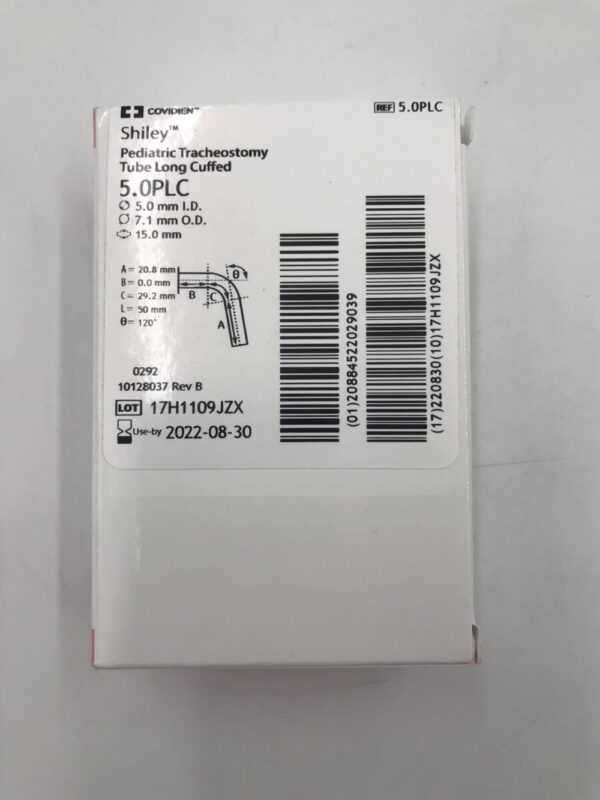 COVIDIEN™
REF 5.0PLC
Shiley™
Pediatric Tracheostomy
Tube Long Cuffed
5.0PLC
5.0 mm I.D.
7.1 mm O.D.
15.0 mm
A= 20.8 mm
B= 0.0 mm
C= 29.2 mm
L= 50 mm
θ= 120°
θ
B
C
A
0292
10128037 Rev B
LOT 17H1109JZX
Use-by 2022-08-30
(01)20884522029039
(17)220830(10)17H1109JZX